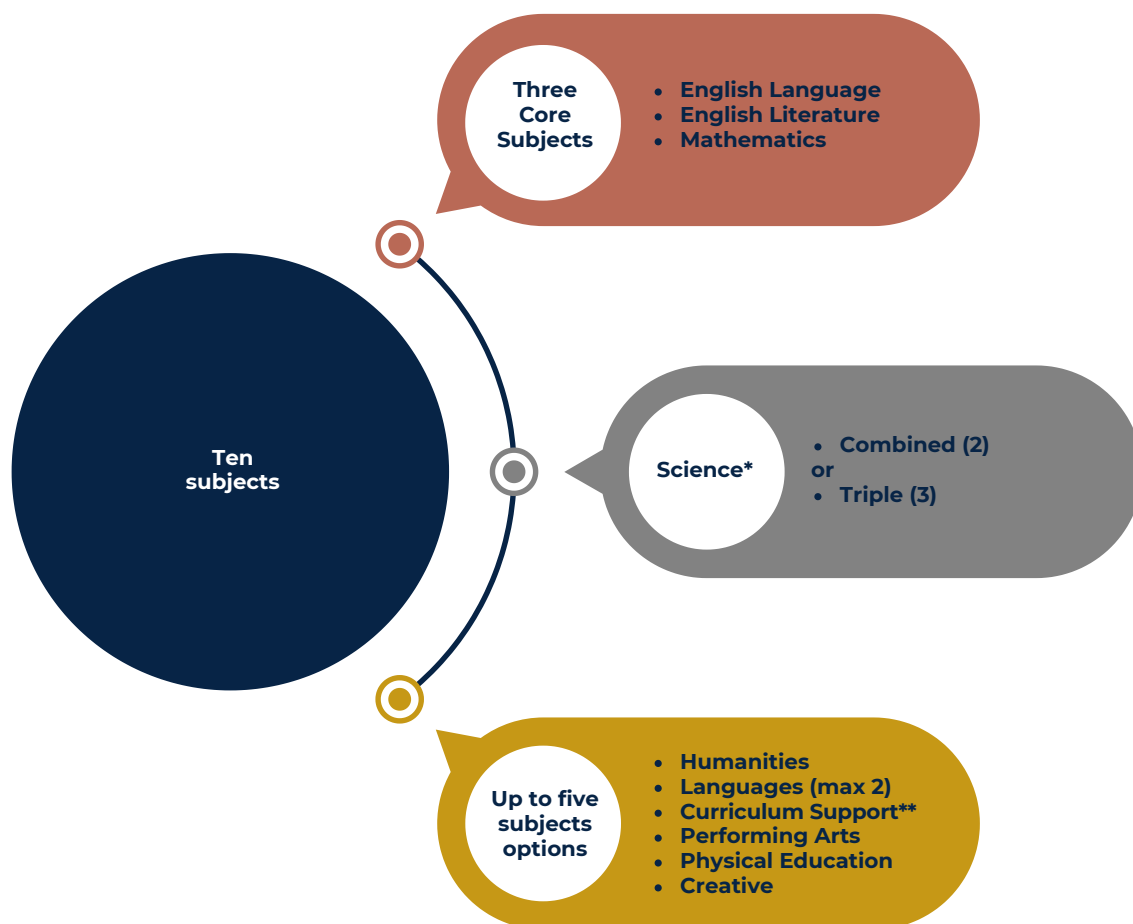 Three
Core
Subjects
• English Language
• English Literature
• Mathematics
Ten
subjects
Science*
• Combined (2)
or
• Triple (3)
Up to five
subjects
options
• Humanities
• Languages (max 2)
• Curriculum Support**
• Performing Arts
• Physical Education
• Creative